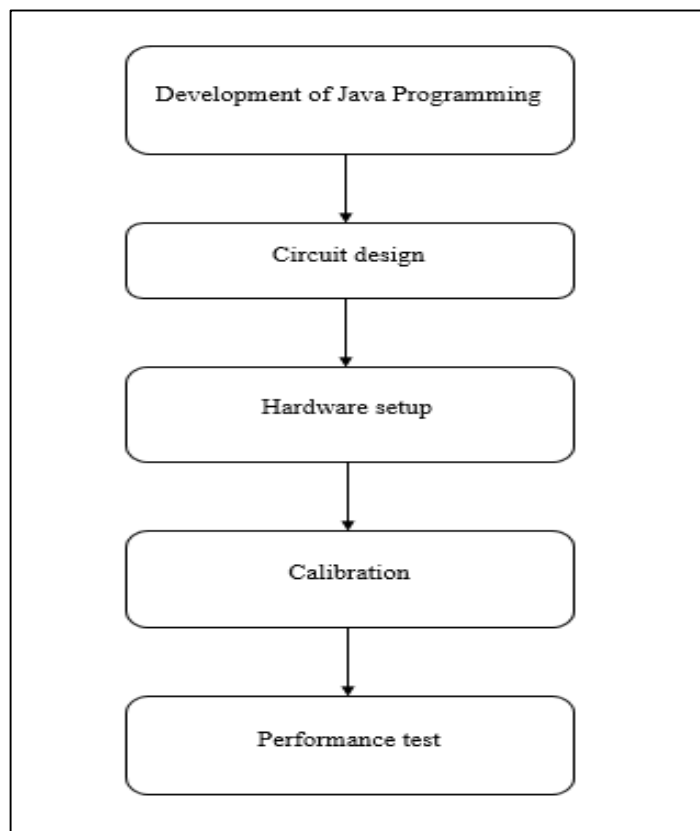 Development of Java Programming
Circuit design
Hardware setup
Calibration
Performance test